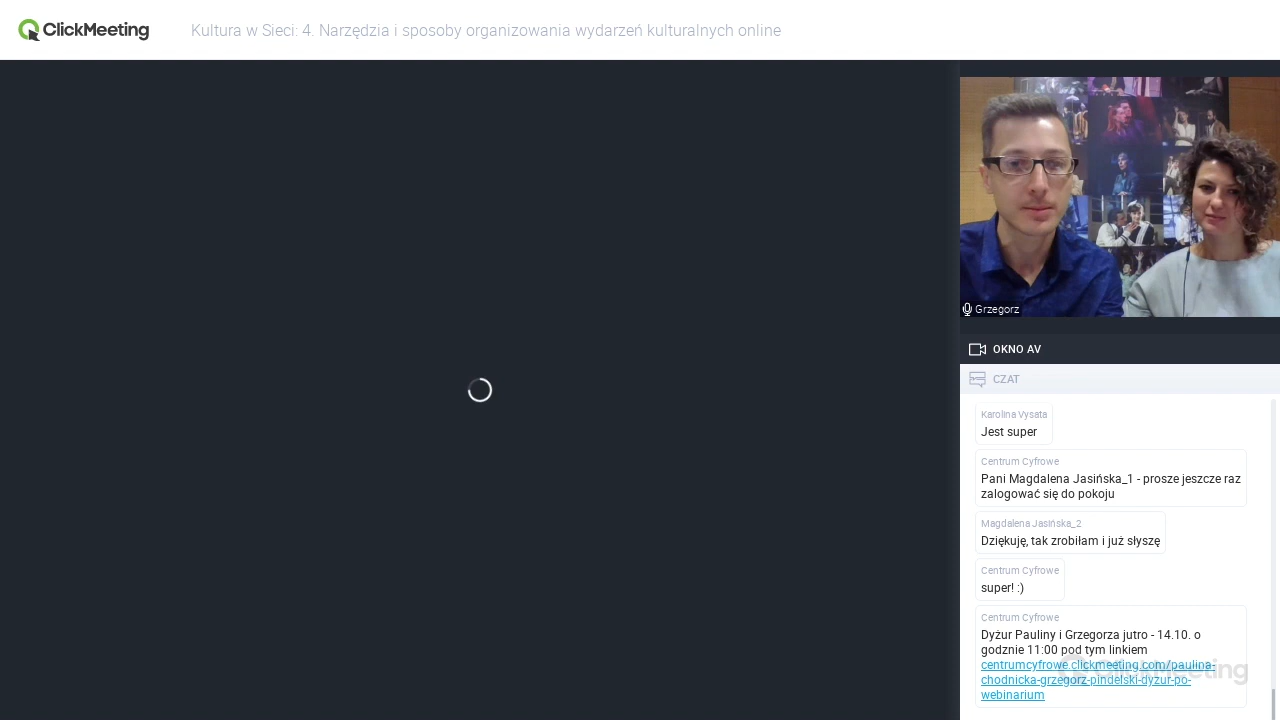 ClickMeeting
Kultura w Sieci: 4. Narzędzia i sposoby organizowania wydarzeń kulturalnych online
Grzegorz
OKNO AV
CZAT
Karolina Vysata
Jest super
Centrum Cyfrowe
Pani Magdalena Jasińska_1 - prosze jeszcze raz
zalogować się do pokoju
Magdalena Jasińska_2
Dziękuję, tak zrobiłam i już słyszę
Centrum Cyfrowe
super! :)
Centrum Cyfrowe
Dyżur Pauliny i Grzegorza jutro - 14.10. o
godznie 11:00 pod tym linkiem
centrumcyfrowe.clickmeeting.com/paulina-
chodnicka-grzegorz-pindelski-dyzur-po-
webinarium
ClickMeeting